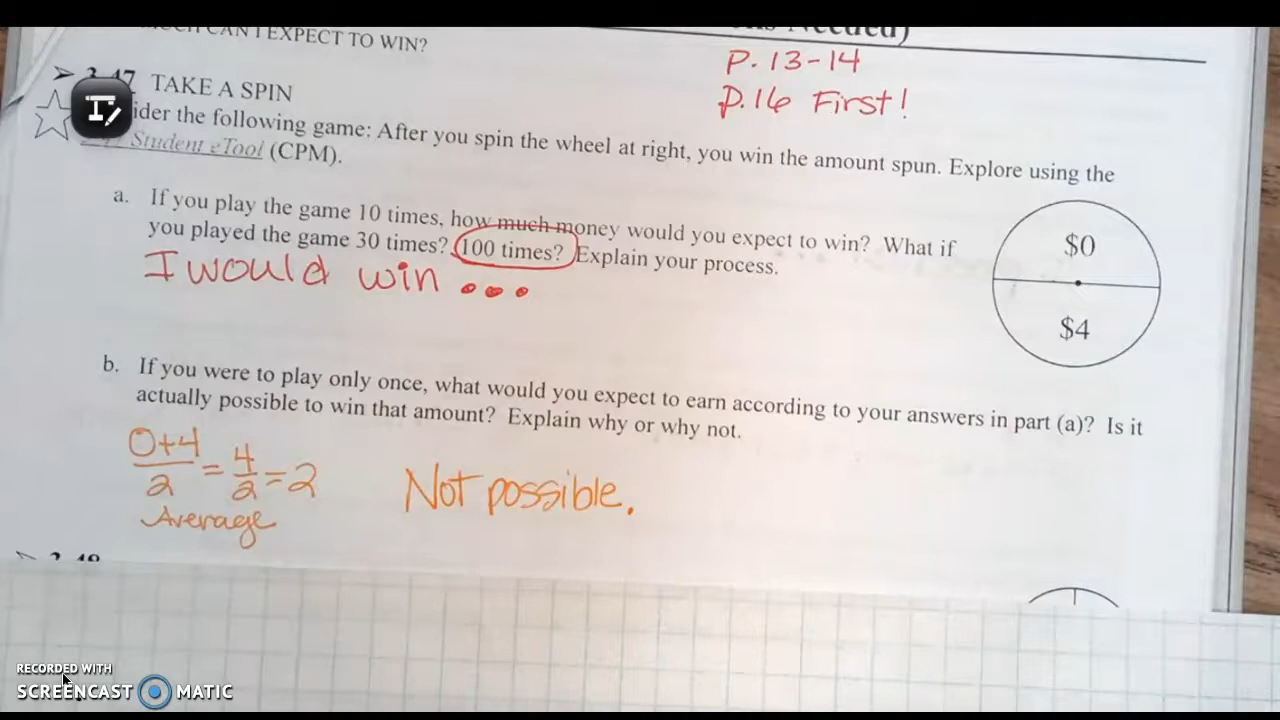 MUCH CAN I EXPECT TO WIN?
Needed)
P. 13-14
P.16 First!
TAKE A SPIN
ider the following game: After you spin the wheel at right, you win the amount spun. Explore using the
Student eTool (CPM).
a. If you play the game 10 times, how much money would you expect to win? What if
you played the game 30 times? 100 times? Explain your process.
I would win ...
$0
$4
b. If you were to play only once, what would you expect to earn according to your answers in part (a)? Is it
actually possible to win that amount? Explain why or why not.
0+4/2 = 4/2 = 2
Average
Not possible.
RECORDED WITH
SCREENCAST MATIC